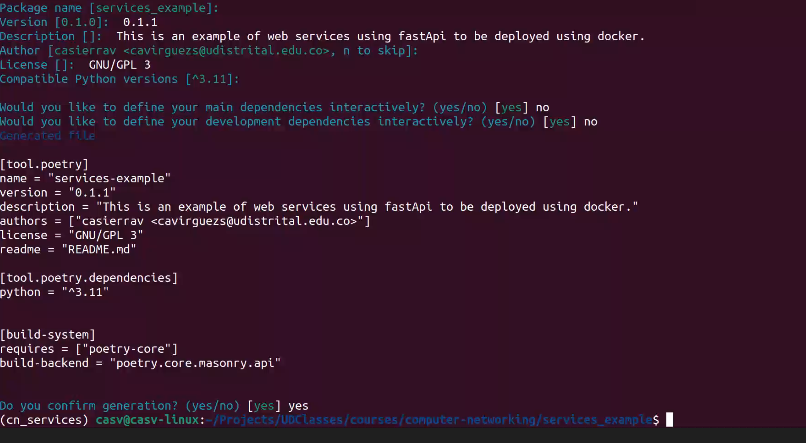 Package name [services_example]:
Version [0.1.0]:  0.1.1
Description []:  This is an example of web services using fastApi to be deployed using docker.
Author [casierrav <cavirguezs@udistrital.edu.co>, n to skip]:
License []:  GNU/GPL 3
Compatible Python versions [^3.11]:
Would you like to define your main dependencies interactively? (yes/no) [yes] no
Would you like to define your development dependencies interactively? (yes/no) [yes] no
Generated file
[tool.poetry]
name = "services-example"
version = "0.1.1"
description = "This is an example of web services using fastApi to be deployed using docker."
authors = ["casierrav <cavirguezs@udistrital.edu.co>"]
license = "GNU/GPL 3"
readme = "README.md"
[tool.poetry.dependencies]
python = "^3.11"
[build-system]
requires = ["poetry-core"]
build-backend = "poetry.core.masonry.api"
Do you confirm generation? (yes/no) [yes] yes
(cn_services) casv@casv-linux:~/Projects/UDClasses/courses/computer-networking/services_example$